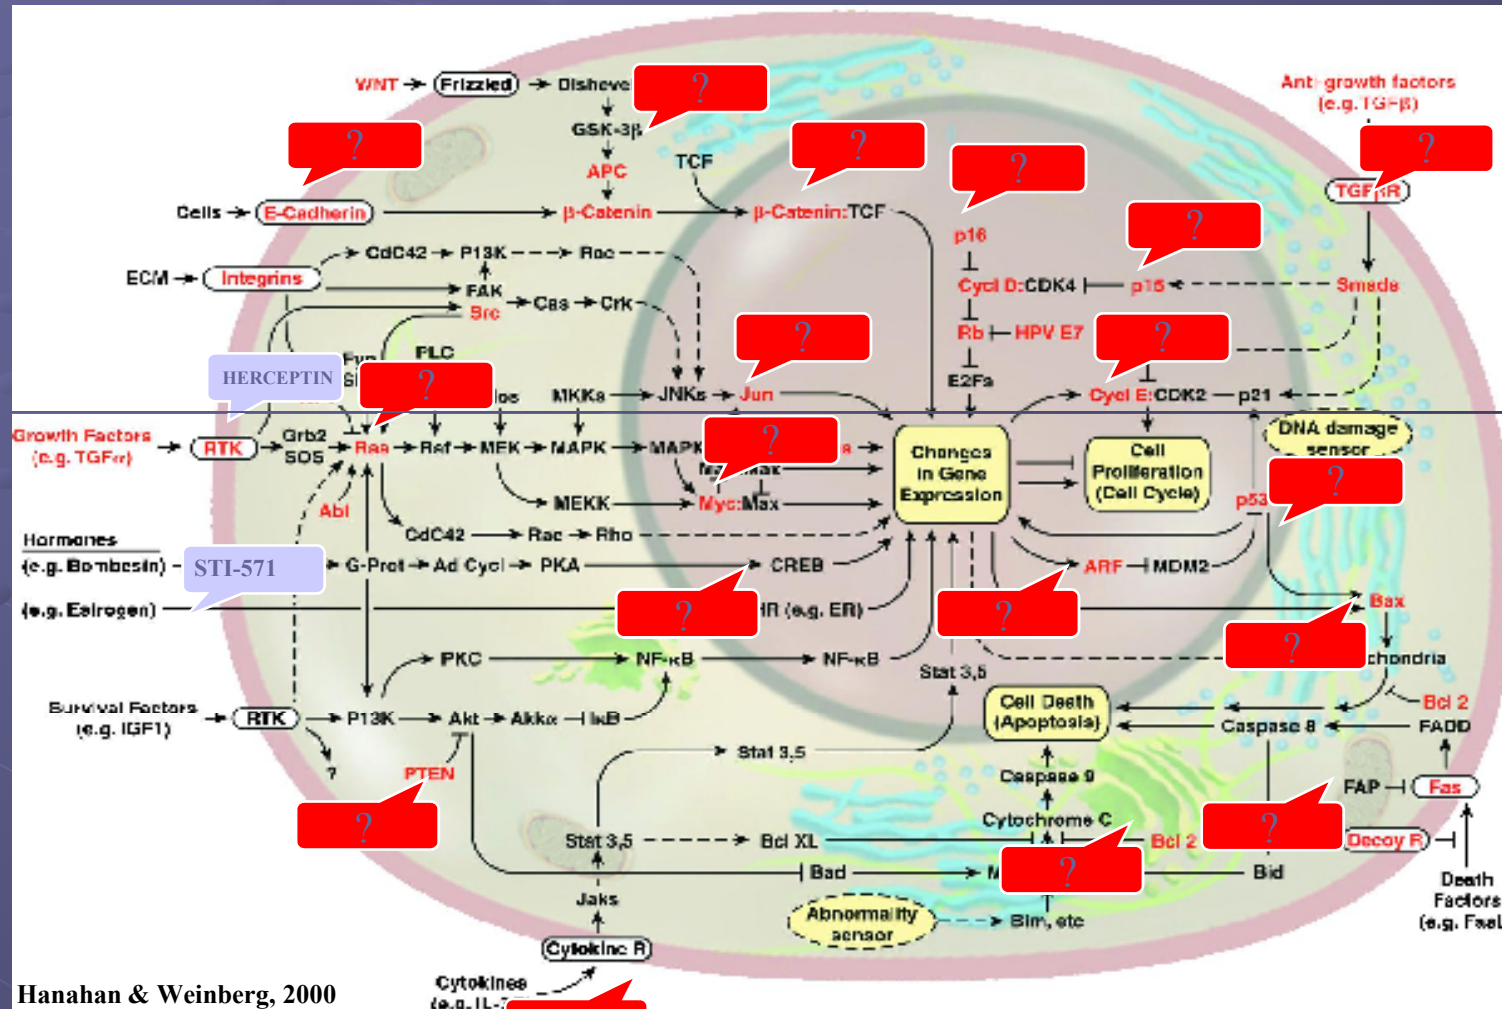 WNT
Frizzled
?
Anti-growth factors
(e.g. TGFβ)
GSK-3β
?
?
?
TCF
?
APC
TGFβR
Cells
E-Cadherin
β-Catenin
β-Catenin:TCF
p16
?
CdC42
P13K
Rac
ECM
Integrins
FAK
Cycl D:CDK4
p15
Smads
Src
Cas
Crk
Rb
HPV E7
?
?
PLC
HERCEPTIN
?
E2Fs
MKKs
JNKs
Jun
Cycl E:CDK2
p21
Growth Factors
(e.g. TGFα)
RTK
Grb2
SOS
Ras
Raf
MEK
MAPK
MAPK
?
Changes
in Gene
Expression
Cell
Proliferation
(Cell Cycle)
DNA damage
sensor
?
p53
Abl
MEKK
Myc:Max
CdC42
Rac
Rho
Hormones
(e.g. Bombesin)
STI-571
G-Prot
Ad Cycl
PKA
CREB
ARF
MDM2
(e.g. Estrogen)
?
(e.g. ER)
?
Bax
?
PKC
NF-κB
NF-κB
Stat 3,5
Survival Factors
(e.g. IGF1)
RTK
P13K
Akt
Akkα
IκB
Cell Death
(Apoptosis)
Bcl 2
Caspase 8
FADD
?
PTEN
Stat 3,5
Caspase 9
FAP
Fas
?
Cytochrome C
?
Stat 3,5
Bcl XL
Bcl 2
Decoy R
Bad
?
Bid
Death
Factors
Jaks
Abnormality
sensor
Bim, etc
Cytokine R
Cytokines
Hanahan & Weinberg, 2000